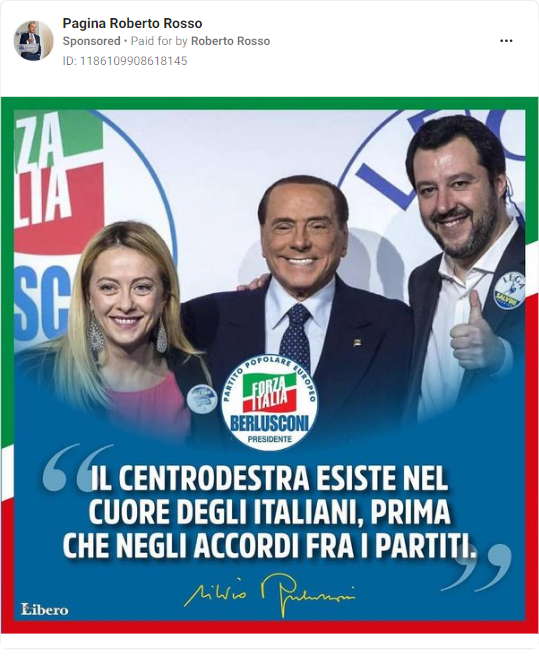 Pagina Roberto Rosso
Sponsored • Paid for by Roberto Rosso
ID: 1186109908618145
ZA
LIA
USC
LEG
LEGA
SALVINI
PARTITO POPOLARE EUROPEO
FORZA
ITALIA
BERLUSCONI
PRESIDENTE
“IL CENTRODESTRA ESISTE NEL
CUORE DEGLI ITALIANI, PRIMA
CHE NEGLI ACCORDI FRA I PARTITI.”
Silvio Berlusconi
Libero